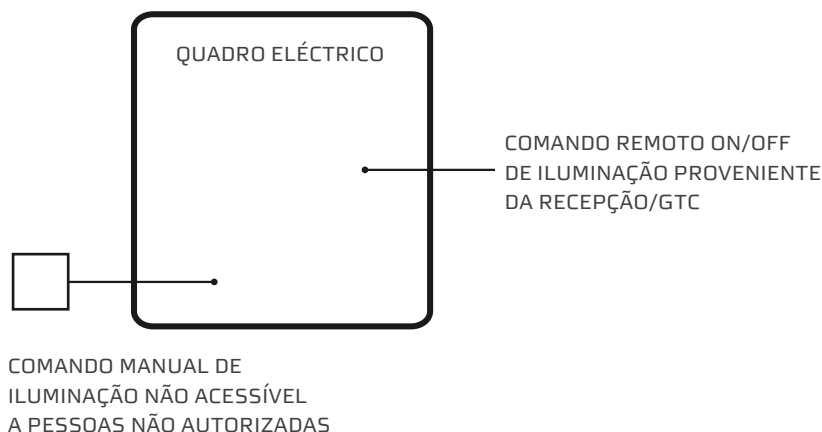 QUADRO ELÉCTRICO
COMANDO REMOTO ON/OFF
DE ILUMINAÇÃO PROVENIENTE
DA RECEPÇÃO/GTC
COMANDO MANUAL DE
ILUMINAÇÃO NÃO ACESSÍVEL
A PESSOAS NÃO AUTORIZADAS